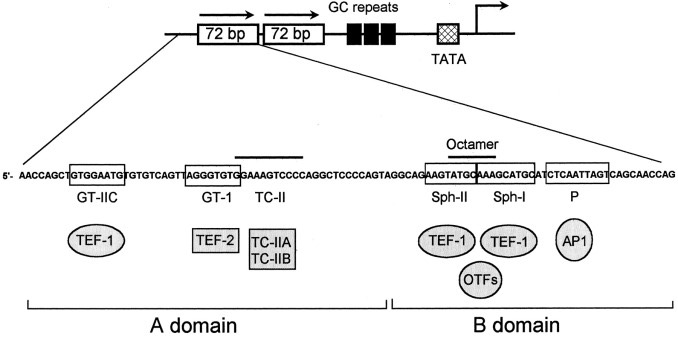 GC repeats
72 bp 72 bp
TATA
Octamer
5'- AACCAGCTGTGGAATGTGTGTCAGTTAGGGTGTGGAAAGTCCCCAGGCTCCCCAGTAGGCAGAAGTATGCAAAGCATGCATCTCAATTAGTCAGCAACCAG
GT-IIC GT-1 TC-II Sph-II Sph-I P
TEF-1 TEF-2 TC-IIA TEF-1 TEF-1 AP1
TC-IIB
OTFs
A domain B domain